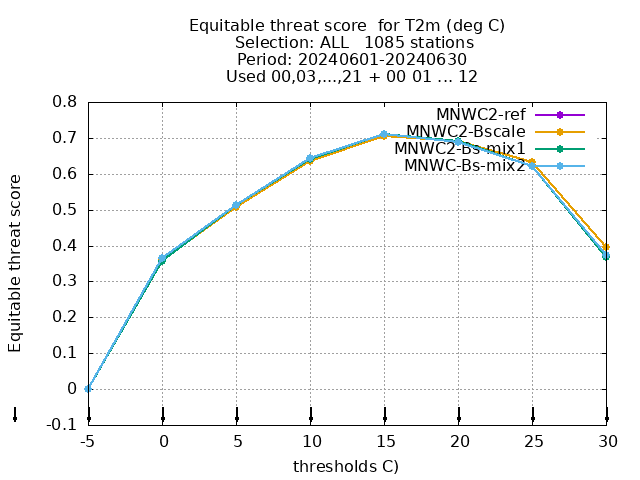 Equitable threat score  for T2m (deg C)
Selection: ALL   1085 stations
Period: 20240601-20240630
Used 00,03,...,21 + 00 01 ... 12
MNWC2-ref
MNWC2-Bscale
MNWC2-Bs-mix1
MNWC-Bs-mix2
Equitable threat score
0.8
0.7
0.6
0.5
0.4
0.3
0.2
0.1
0
-0.1
-5 0 5 10 15 20 25 30
thresholds C)